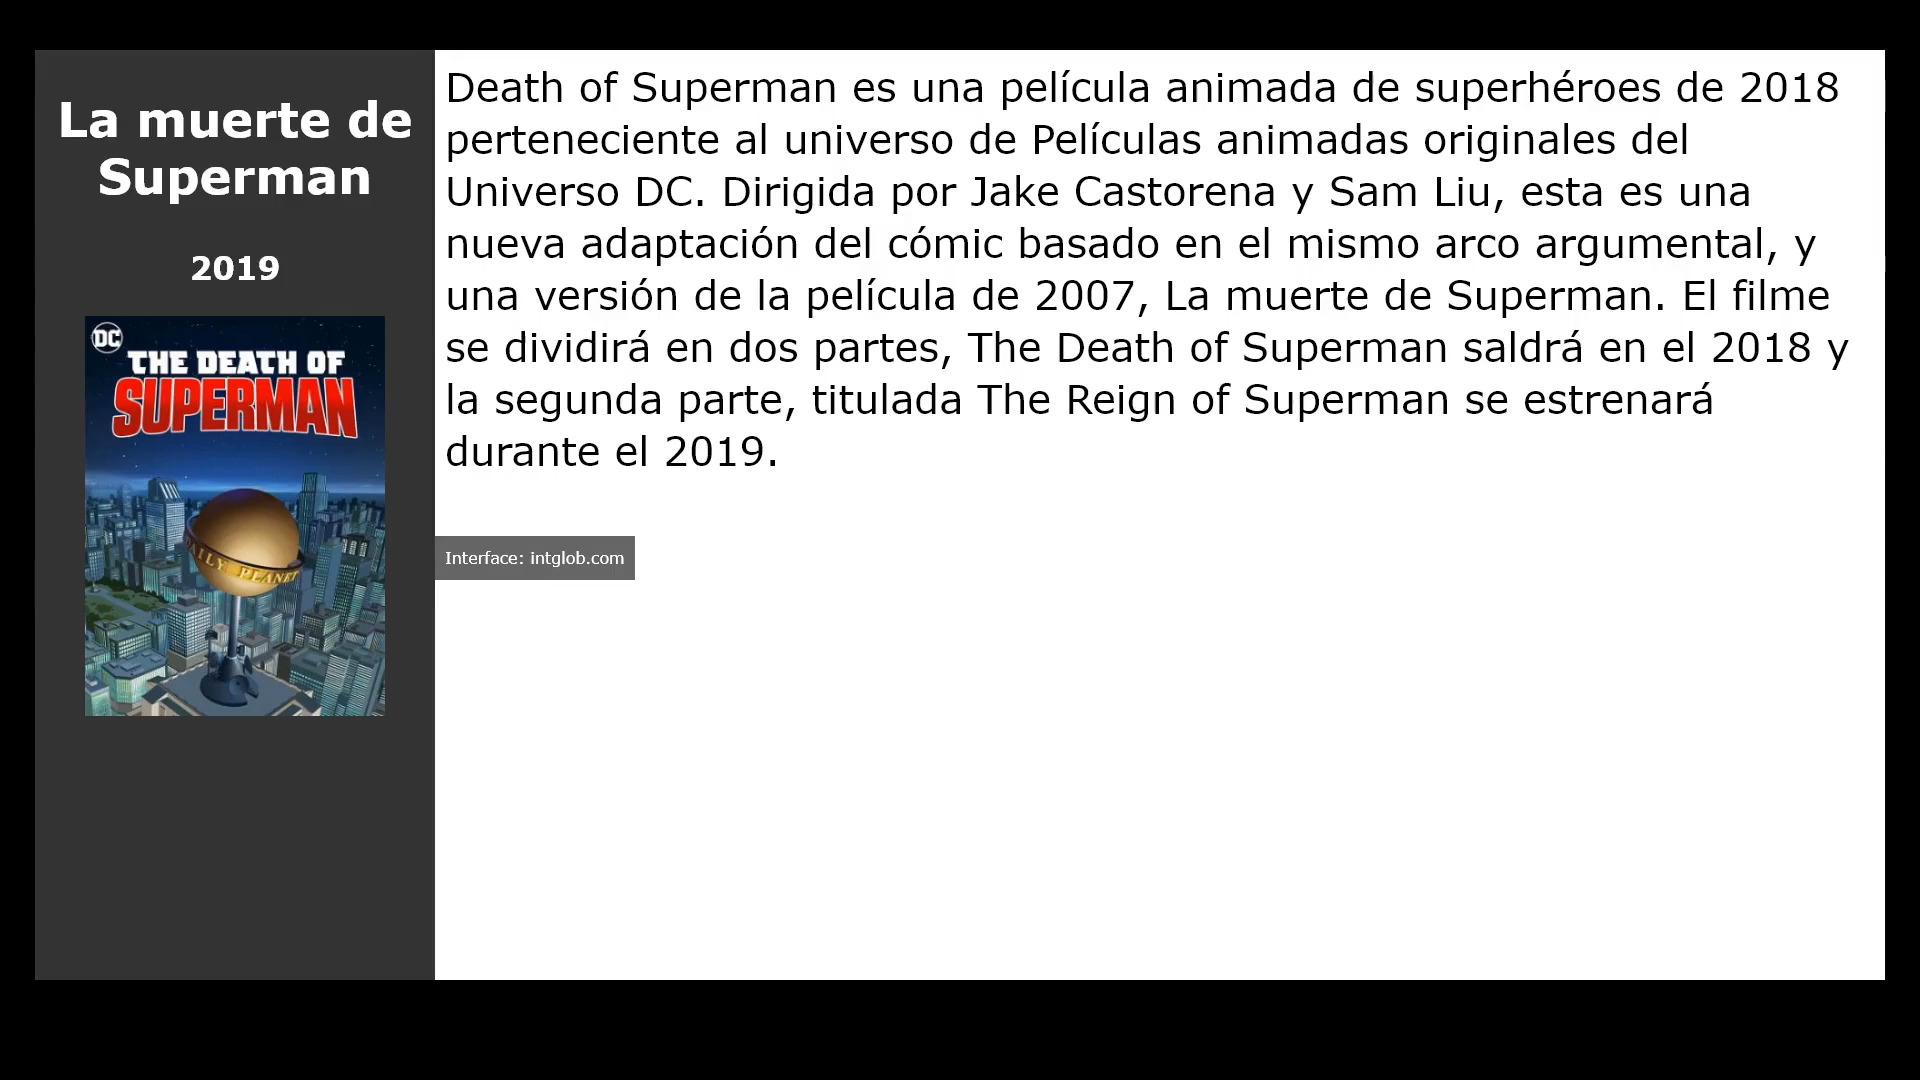 La muerte de
Superman
2019
DC
THE DEATH OF
SUPERMAN
DAILY PLANET
Death of Superman es una película animada de superhéroes de 2018
perteneciente al universo de Películas animadas originales del
Universo DC. Dirigida por Jake Castorena y Sam Liu, esta es una
nueva adaptación del cómic basado en el mismo arco argumental, y
una versión de la película de 2007, La muerte de Superman. El filme
se dividirá en dos partes, The Death of Superman saldrá en el 2018 y
la segunda parte, titulada The Reign of Superman se estrenará
durante el 2019.
Interface: intglob.com